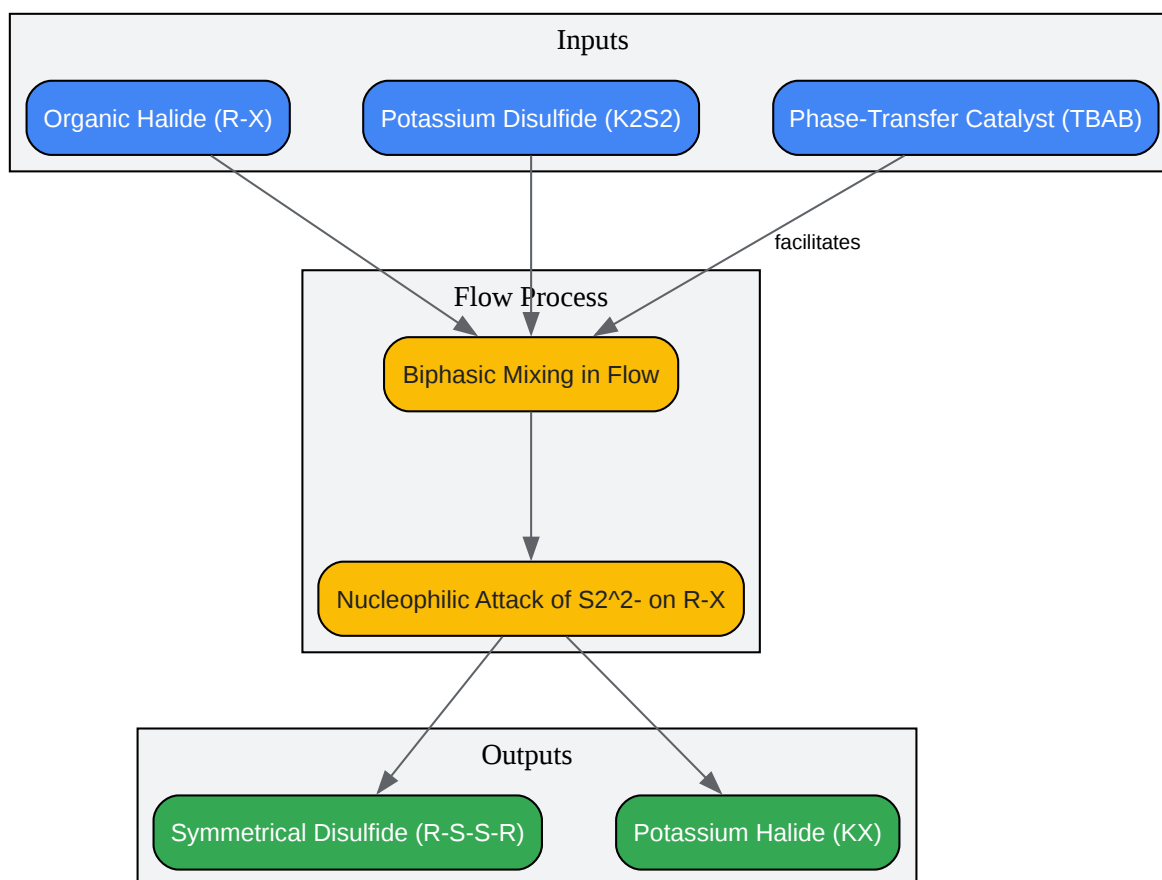 Inputs
Organic Halide (R-X)
Potassium Disulfide (K2S2)
Phase-Transfer Catalyst (TBAB)
facilitates
Flow Process
Biphasic Mixing in Flow
Nucleophilic Attack of S2^2- on R-X
Outputs
Symmetrical Disulfide (R-S-S-R)
Potassium Halide (KX)